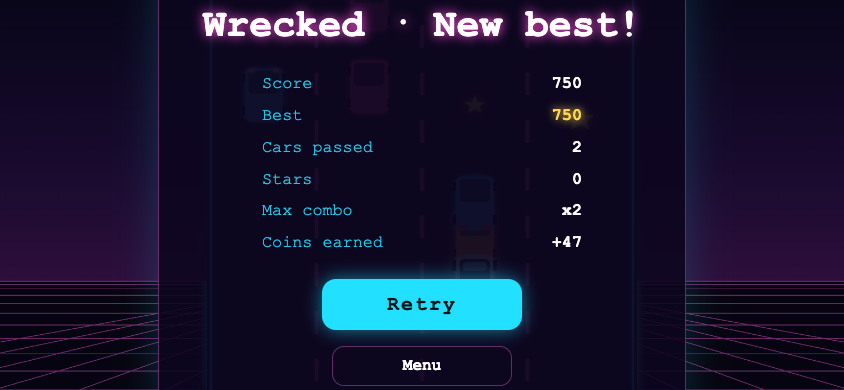 Wrecked · New best!
Score 750
Best 750
Cars passed 2
Stars 0
Max combo x2
Coins earned +47
Retry
Menu